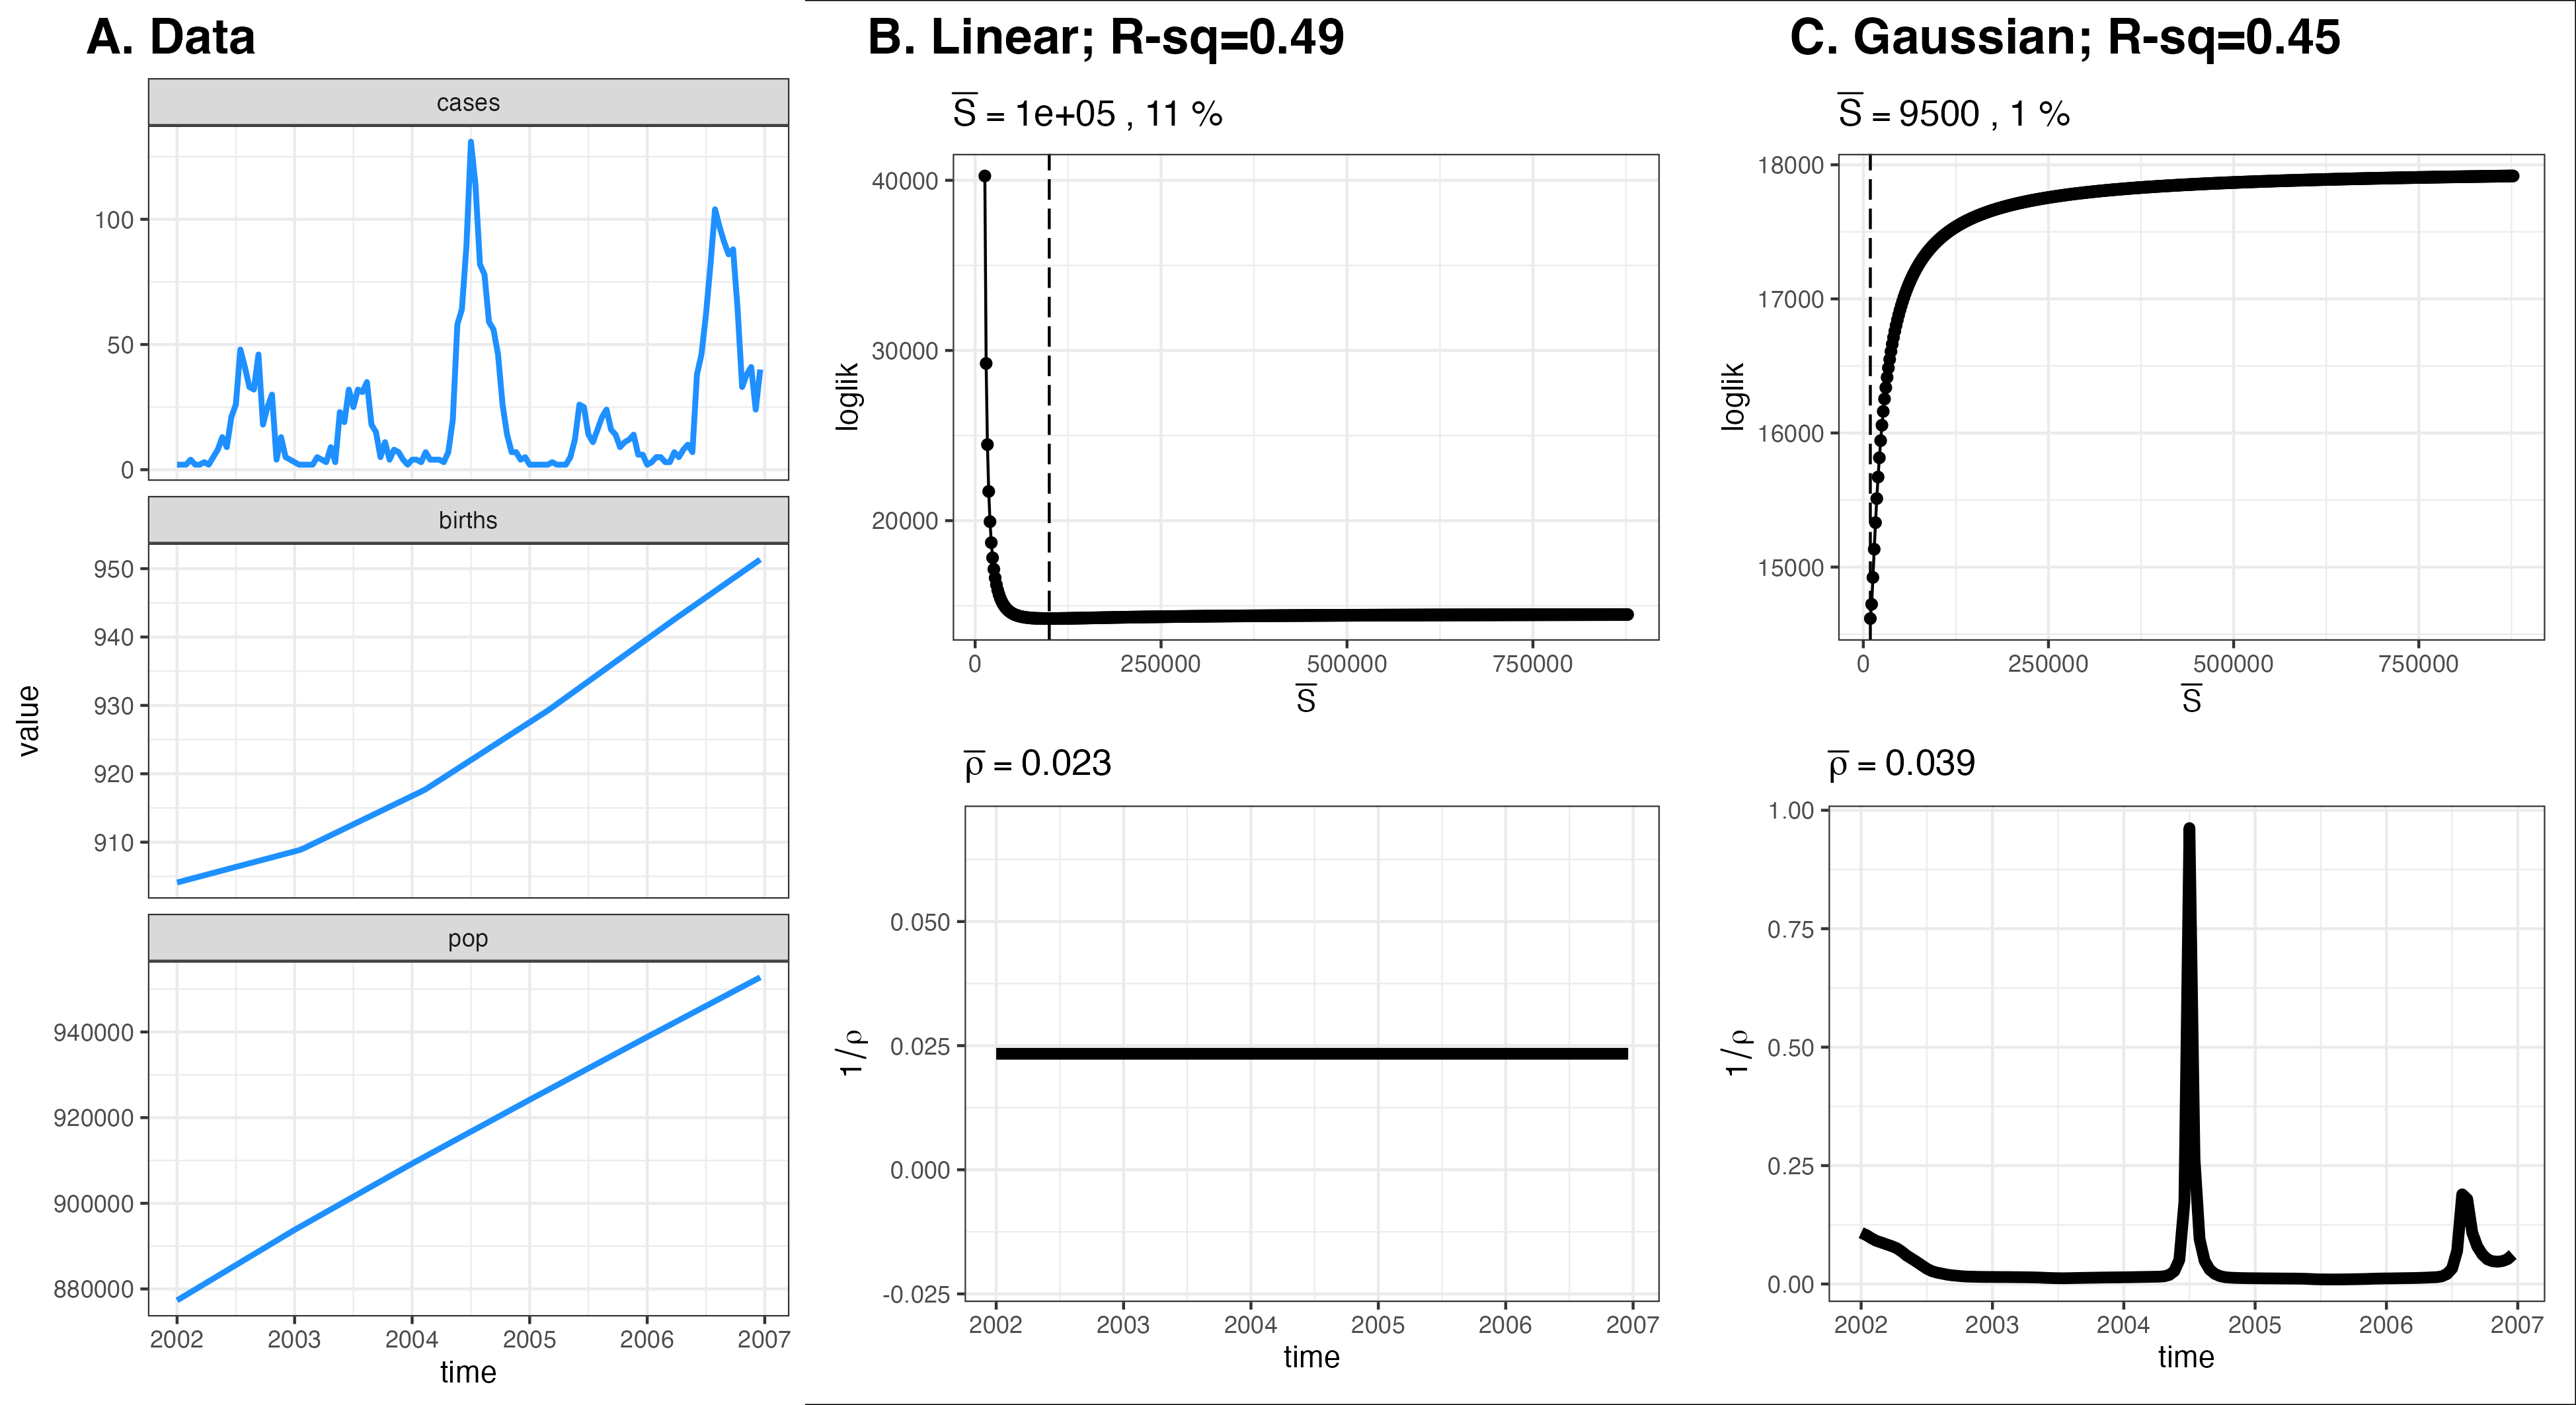 A. Data
cases
100
50
0
births
950
940
930
920
910
pop
940000
920000
900000
880000
2002 2003 2004 2005 2006 2007
time
value
B. Linear; R-sq=0.49
S̅ = 1e+05 , 11 %
40000
30000
20000
loglik
0 250000 500000 750000
S̅
ρ̅ = 0.023
0.050
0.025
0.000
-0.025
1/ρ
2002 2003 2004 2005 2006 2007
time
C. Gaussian; R-sq=0.45
S̅ = 9500 , 1 %
18000
17000
16000
15000
loglik
0 250000 500000 750000
S̅
ρ̅ = 0.039
1.00
0.75
0.50
0.25
0.00
1/ρ
2002 2003 2004 2005 2006 2007
time